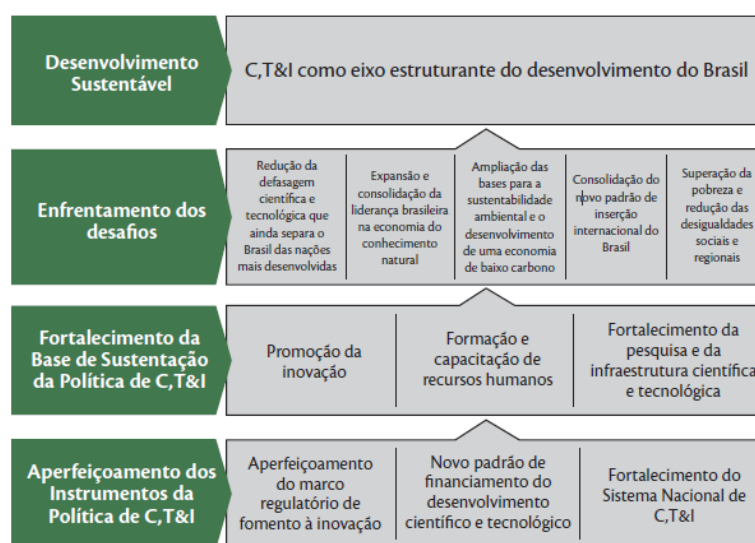 Desenvolvimento
Sustentável
C,T&I como eixo estruturante do desenvolvimento do Brasil
Enfrentamento dos
desafios
Redução da
defasagem
científica e
tecnológica que
ainda separa o
Brasil das nações
mais desenvolvidas
Expansão e
consolidação da
liderança brasileira
na economia do
conhecimento
natural
Ampliação das
bases para a
sustentabilidade
ambiental e o
desenvolvimento
de uma economia
de baixo carbono
Consolidação do
novo padrão de
inserção
internacional do
Brasil
Superação da
pobreza e
redução das
desigualdades
sociais e
regionais
Fortalecimento da
Base de Sustentação
da Política de C,T&I
Promoção da
inovação
Formação e
capacitação de
recursos humanos
Fortalecimento da
pesquisa e da
infraestrutura científica
e tecnológica
Aperfeiçoamento dos
Instrumentos da
Política de C,T&I
Aperfeiçoamento
do marco
regulatório de
fomento à inovação
Novo padrão de
financiamento do
desenvolvimento
científico e tecnológico
Fortalecimento do
Sistema Nacional de
C,T&I